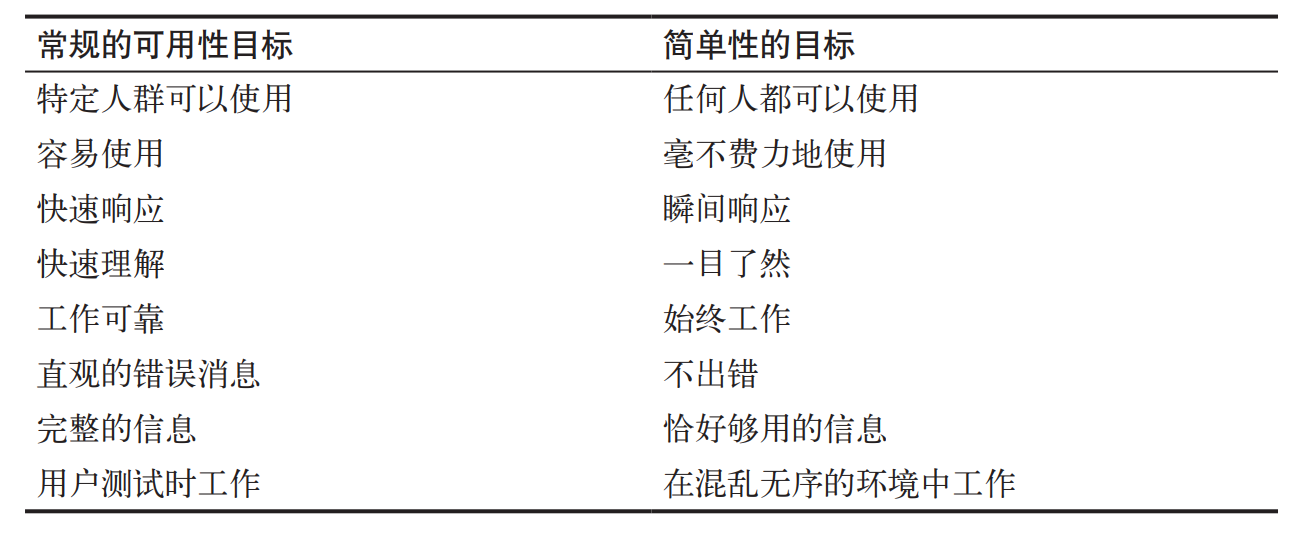 常规的可用性目标 简单性的目标
特定人群可以使用 任何人都可以使用
容易使用 毫不费力地使用
快速响应 瞬间响应
快速理解 一目了然
工作可靠 始终工作
直观的错误消息 不出错
完整的信息 恰好够用的信息
用户测试时工作 在混乱无序的环境中工作